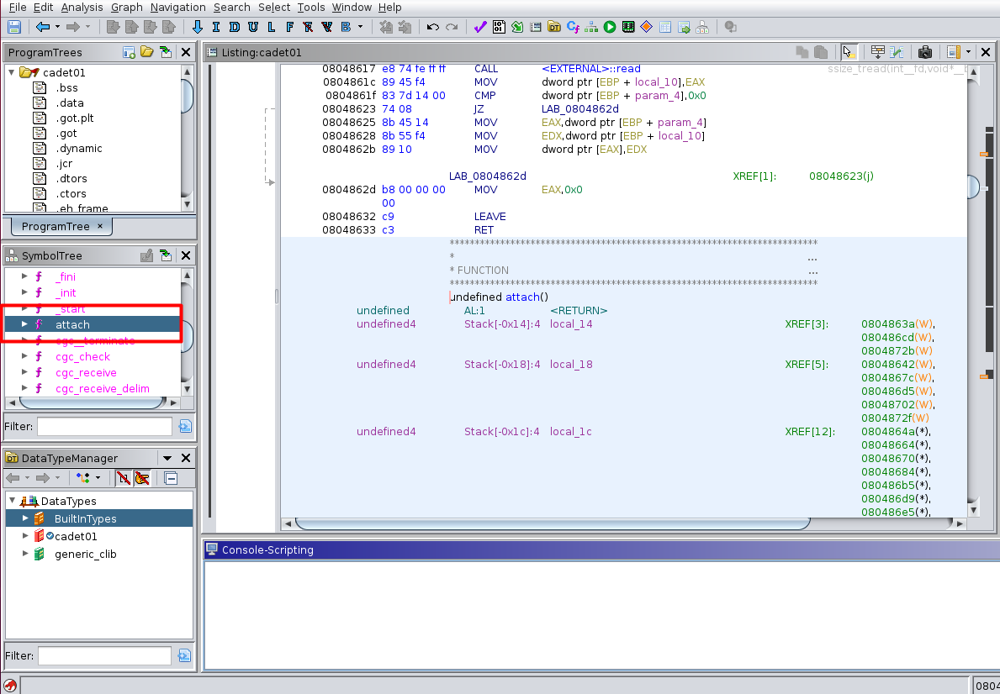 File Edit Analysis Graph Navigation Search Select Tools Window Help
I D U L F F V B
ProgramTrees
cadet01
.bss
.data
.got.plt
.got
.dynamic
.jcr
.dtors
.ctors
.eh_frame
ProgramTree ×
SymbolTree
_fini
_init
_start
attach
cgc__terminate
cgc_check
cgc_receive
cgc_receive_delim
Filter:
DataTypeManager
DataTypes
BuiltInTypes
cadet01
generic_clib
Filter:
Listing:cadet01
08048617 e8 74 fe ff ff CALL <EXTERNAL>::read ssize_tread(int__fd,void*__b
0804861c 89 45 f4 MOV dword ptr [EBP + local_10],EAX
0804861f 83 7d 14 00 CMP dword ptr [EBP + param_4],0x0
08048623 74 08 JZ LAB_0804862d
08048625 8b 45 14 MOV EAX,dword ptr [EBP + param_4]
08048628 8b 55 f4 MOV EDX,dword ptr [EBP + local_10]
0804862b 89 10 MOV dword ptr [EAX],EDX
LAB_0804862d XREF[1]: 08048623(j)
0804862d b8 00 00 00 MOV EAX,0x0
00
08048632 c9 LEAVE
08048633 c3 RET
*************************************************************************
* ...
* FUNCTION ...
*************************************************************************
undefined attach()
undefined AL:1 <RETURN>
undefined4 Stack[-0x14]:4 local_14 XREF[3]: 0804863a(W),
080486cd(W),
0804872b(W)
undefined4 Stack[-0x18]:4 local_18 XREF[5]: 08048642(W),
0804867c(W),
080486d5(W),
08048702(W),
0804872f(W)
undefined4 Stack[-0x1c]:4 local_1c XREF[12]: 0804864a(*),
08048664(*),
08048670(*),
08048684(*),
080486b5(*),
080486d9(*),
080486e5(*),
Console-Scripting
0804